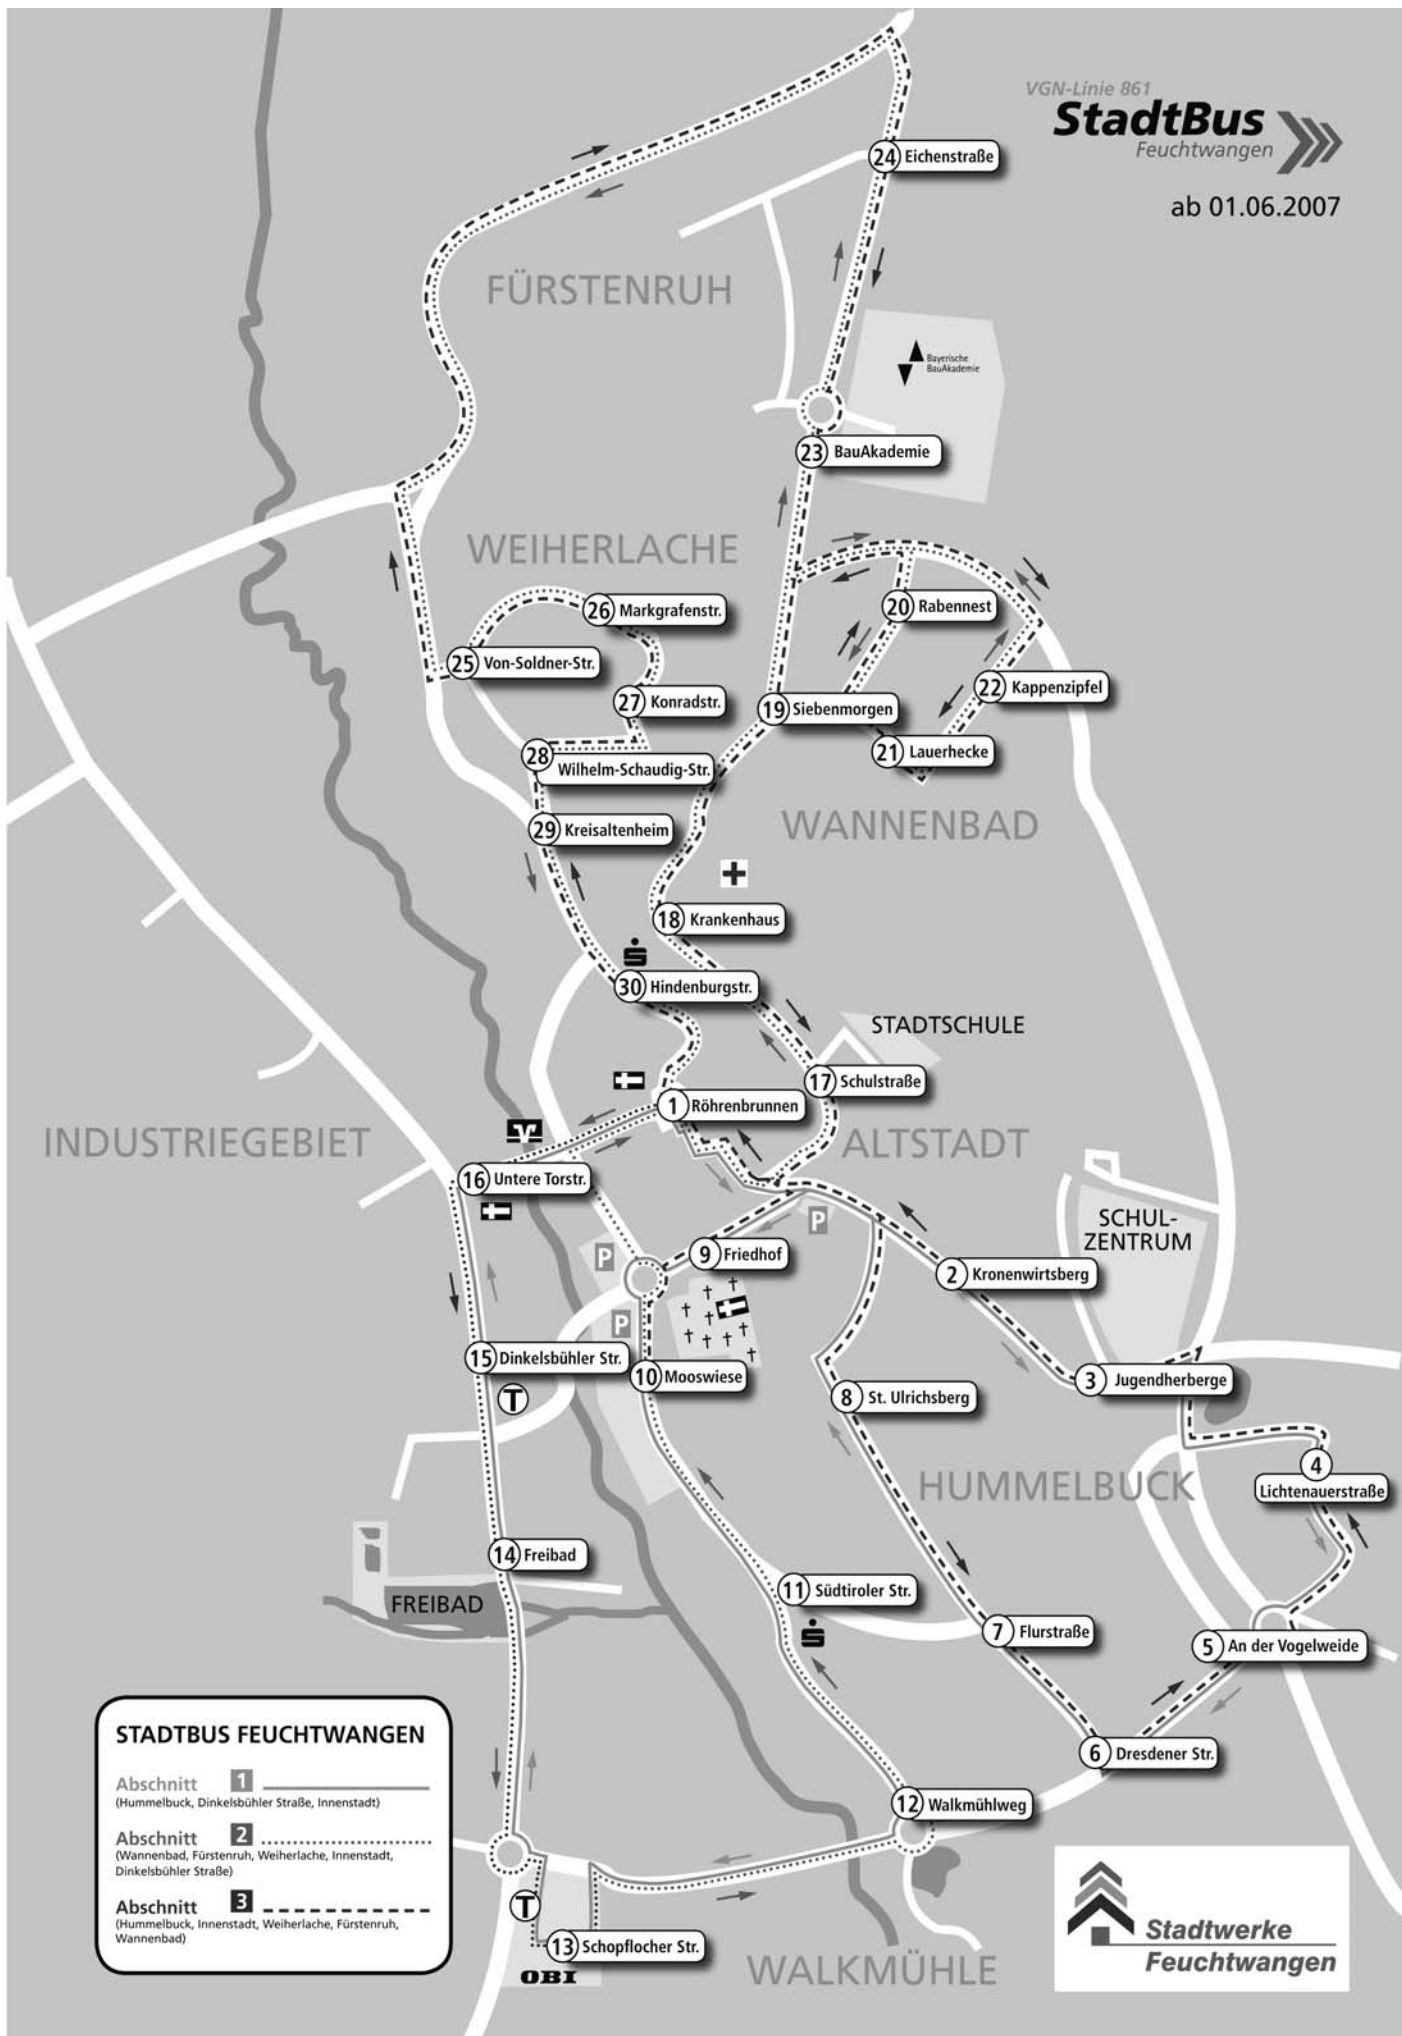 VGN-Linie 861
StadtBus
Feuchtwangen
ab 01.06.2007
24 Eichenstraße
FÜRSTENRUH
Bayerische
BauAkademie
23 BauAkademie
WEIHERLACHE
26 Markgrafenstr.
20 Rabennest
25 Von-Soldner-Str.
22 Kappenzipfel
27 Konradstr.
19 Siebenmorgen
21 Lauerhecke
28 Wilhelm-Schaudig-Str.
WANNENBAD
29 Kreisaltenheim
18 Krankenhaus
30 Hindenburgstr.
STADTSCHULE
17 Schulstraße
1 Röhrenbrunnen
INDUSTRIEGEBIET
ALTSTADT
16 Untere Torstr.
P
SCHUL-
ZENTRUM
P
9 Friedhof
2 Kronenwirtsberg
P
15 Dinkelsbühler Str.
10 Mooswiese
3 Jugendherberge
T
8 St. Ulrichsberg
4
Lichtenauerstraße
HUMMELBUCK
14 Freibad
11 Südtiroler Str.
FREIBAD
7 Flurstraße
5 An der Vogelweide
6 Dresdener Str.
12 Walkmühlweg
T
13 Schopflocher Str.
OBI
WALKMÜHLE
STADTBUS FEUCHTWANGEN
Abschnitt 1
(Hummelbuck, Dinkelsbühler Straße, Innenstadt)
Abschnitt 2
(Wannenbad, Fürstenruh, Weiherlache, Innenstadt,
Dinkelsbühler Straße)
Abschnitt 3
(Hummelbuck, Innenstadt, Weiherlache, Fürstenruh,
Wannenbad)
Stadtwerke
Feuchtwangen